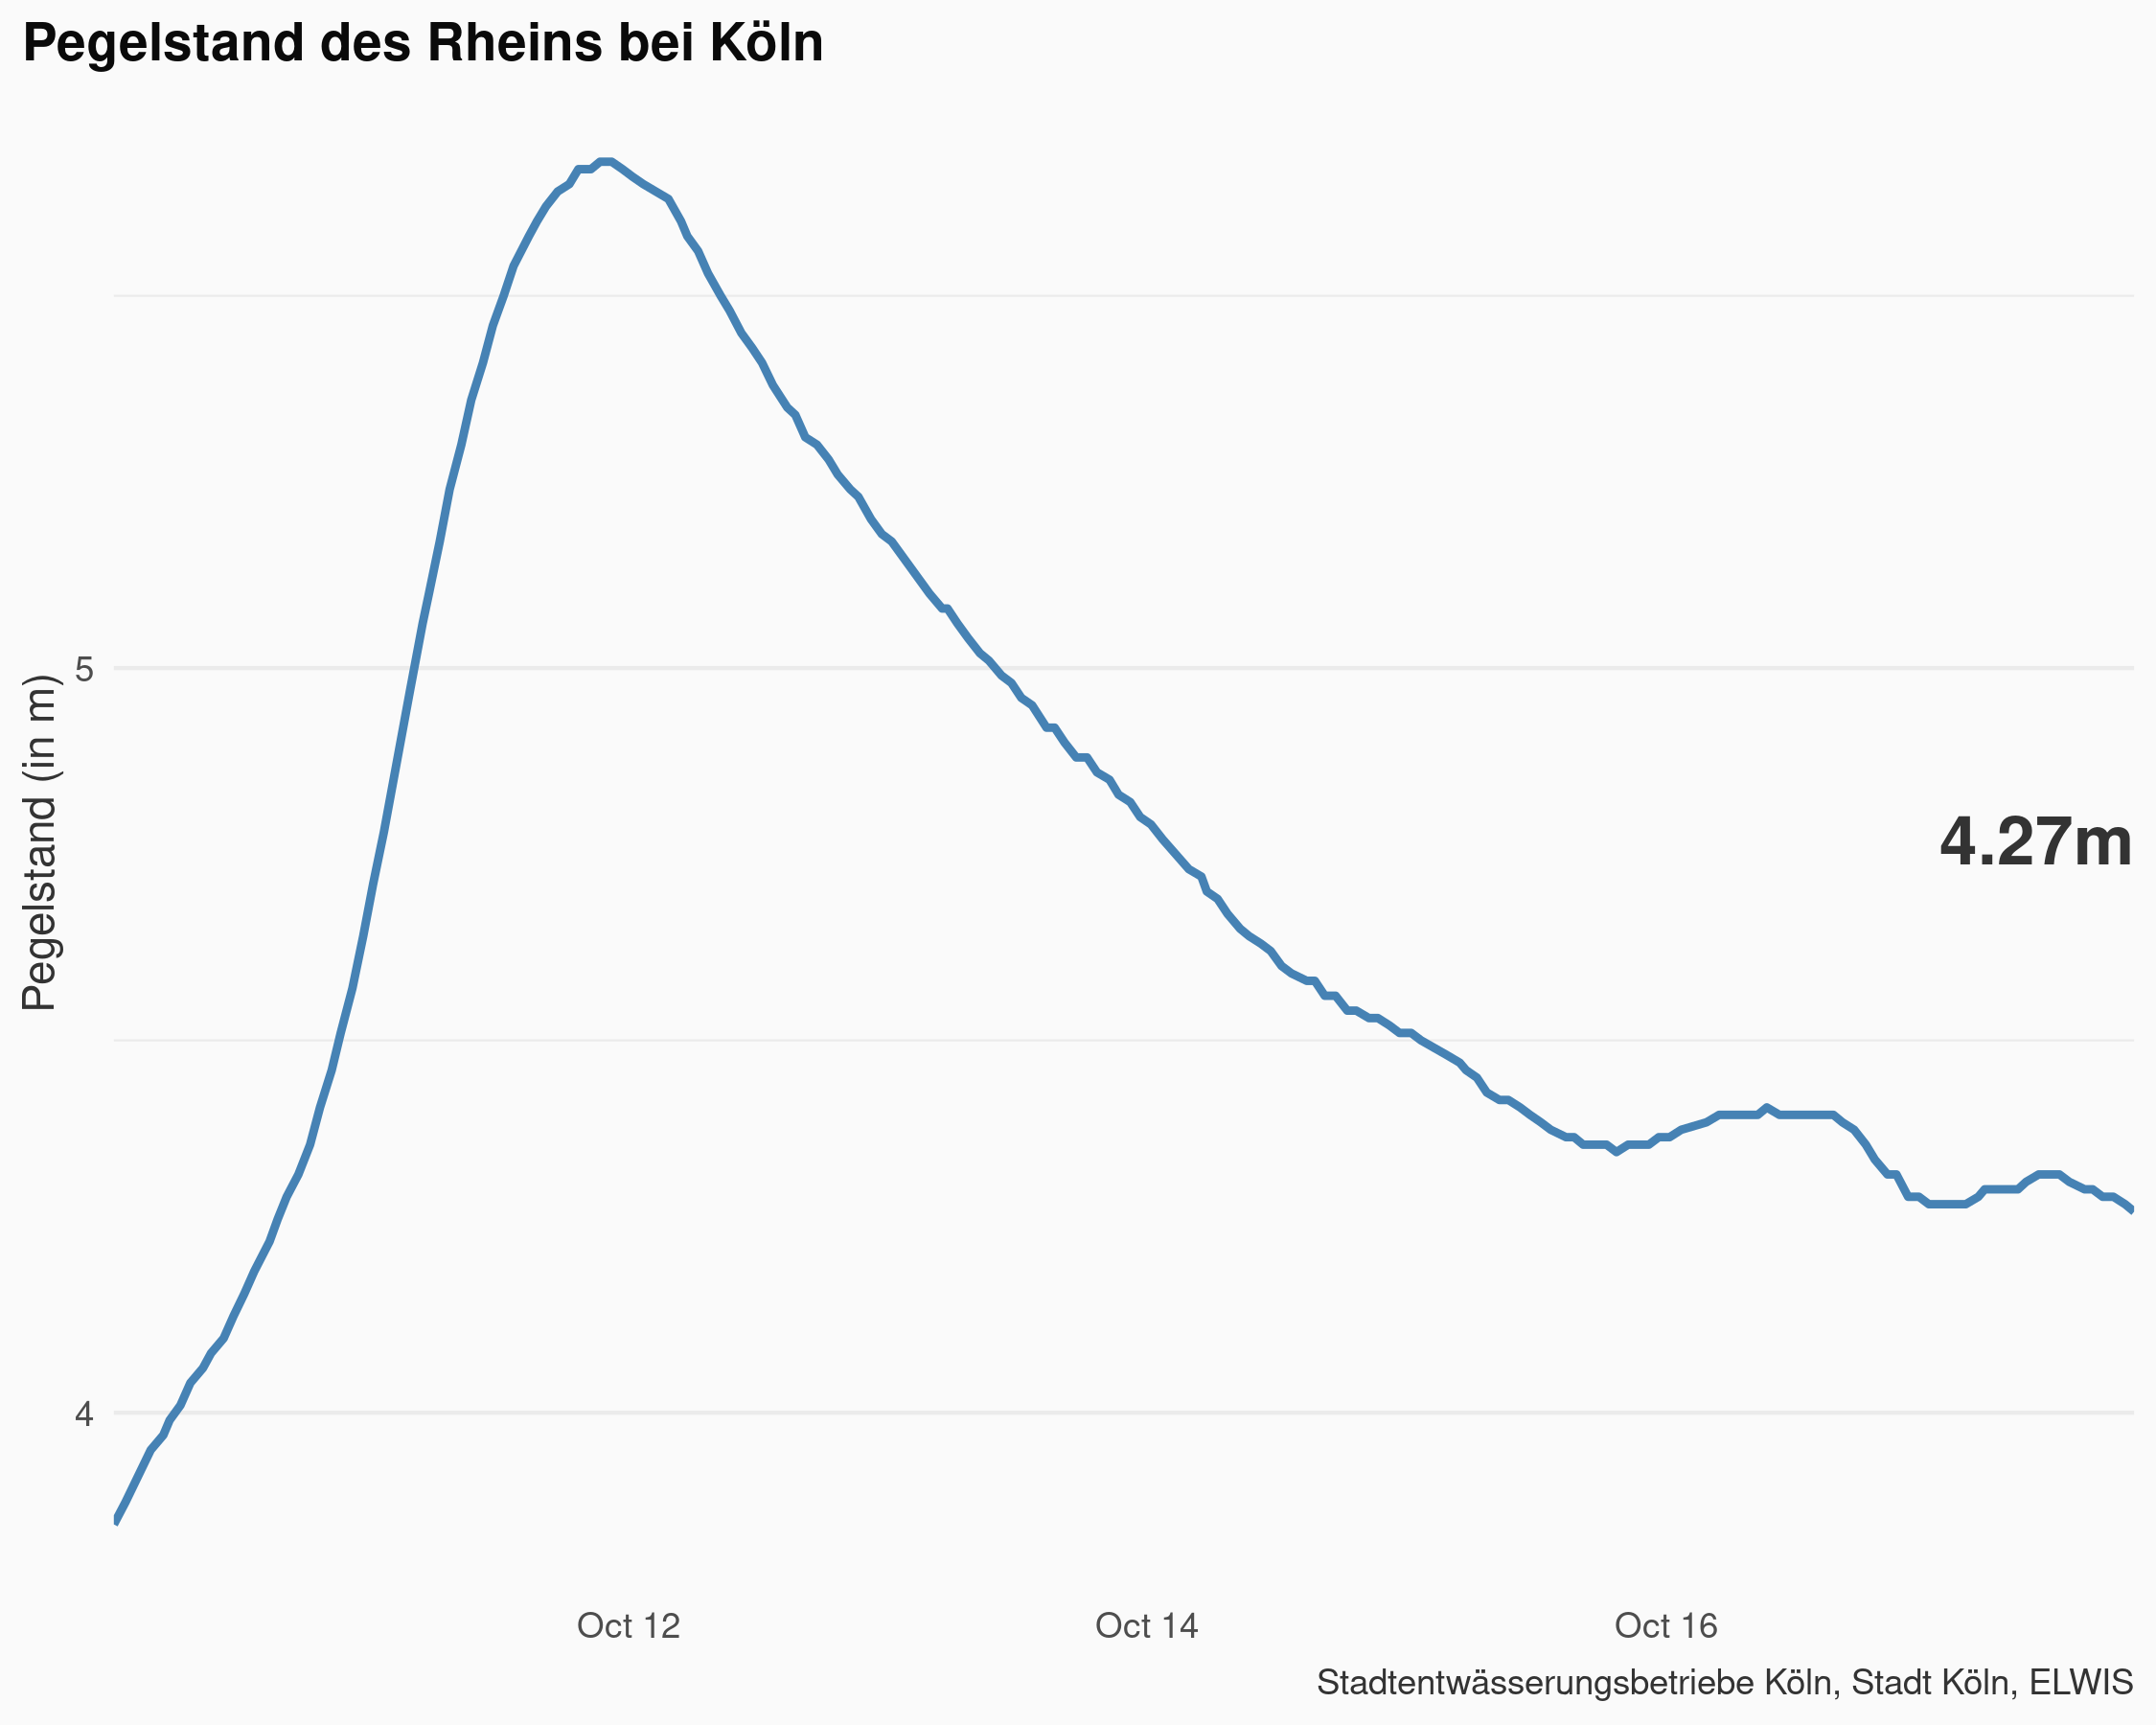 Pegelstand des Rheins bei Köln
Pegelstand (in m)
5
4
4.27m
Oct 12
Oct 14
Oct 16
Stadtentwässerungsbetriebe Köln, Stadt Köln, ELWIS